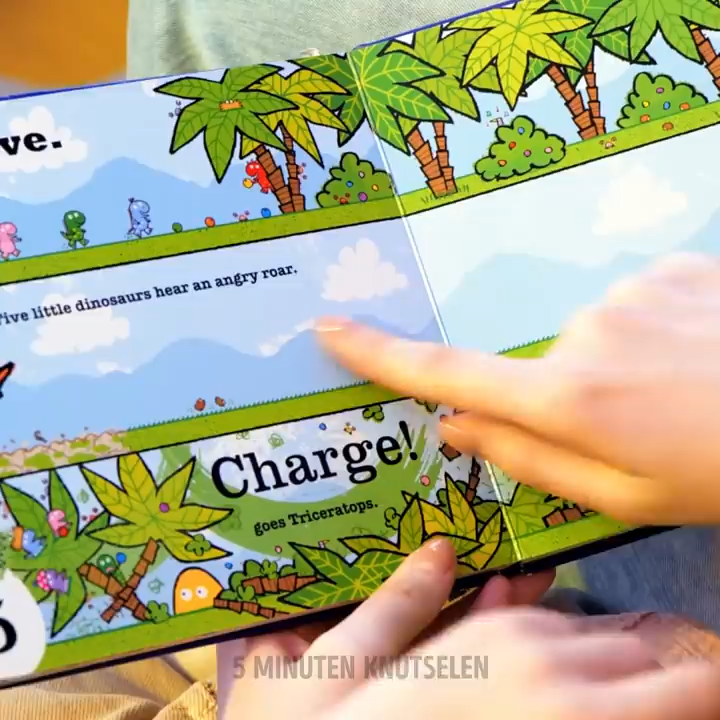 ve.
Five little dinosaurs hear an angry roar.
Charge!
goes Triceratops.
5 MINUTEN KNUTSELEN